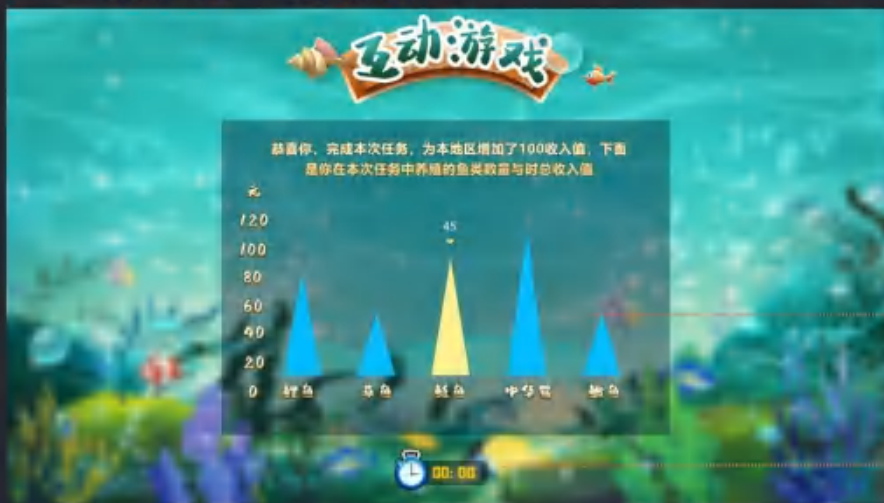 互动游戏
恭喜你，完成本次任务，为本地区增加了100收入值，下面
是你在本次任务中养殖的鱼类数量与时总收入值
元
120
100
80
60
40
20
0
45
鲤鱼
草鱼
鲢鱼
中华鲎
鳜鱼
00:00